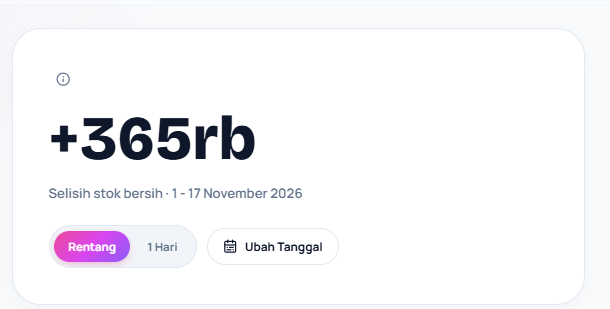 +365rb
Selisih stok bersih · 1 - 17 November 2026
Rentang 1 Hari Ubah Tanggal